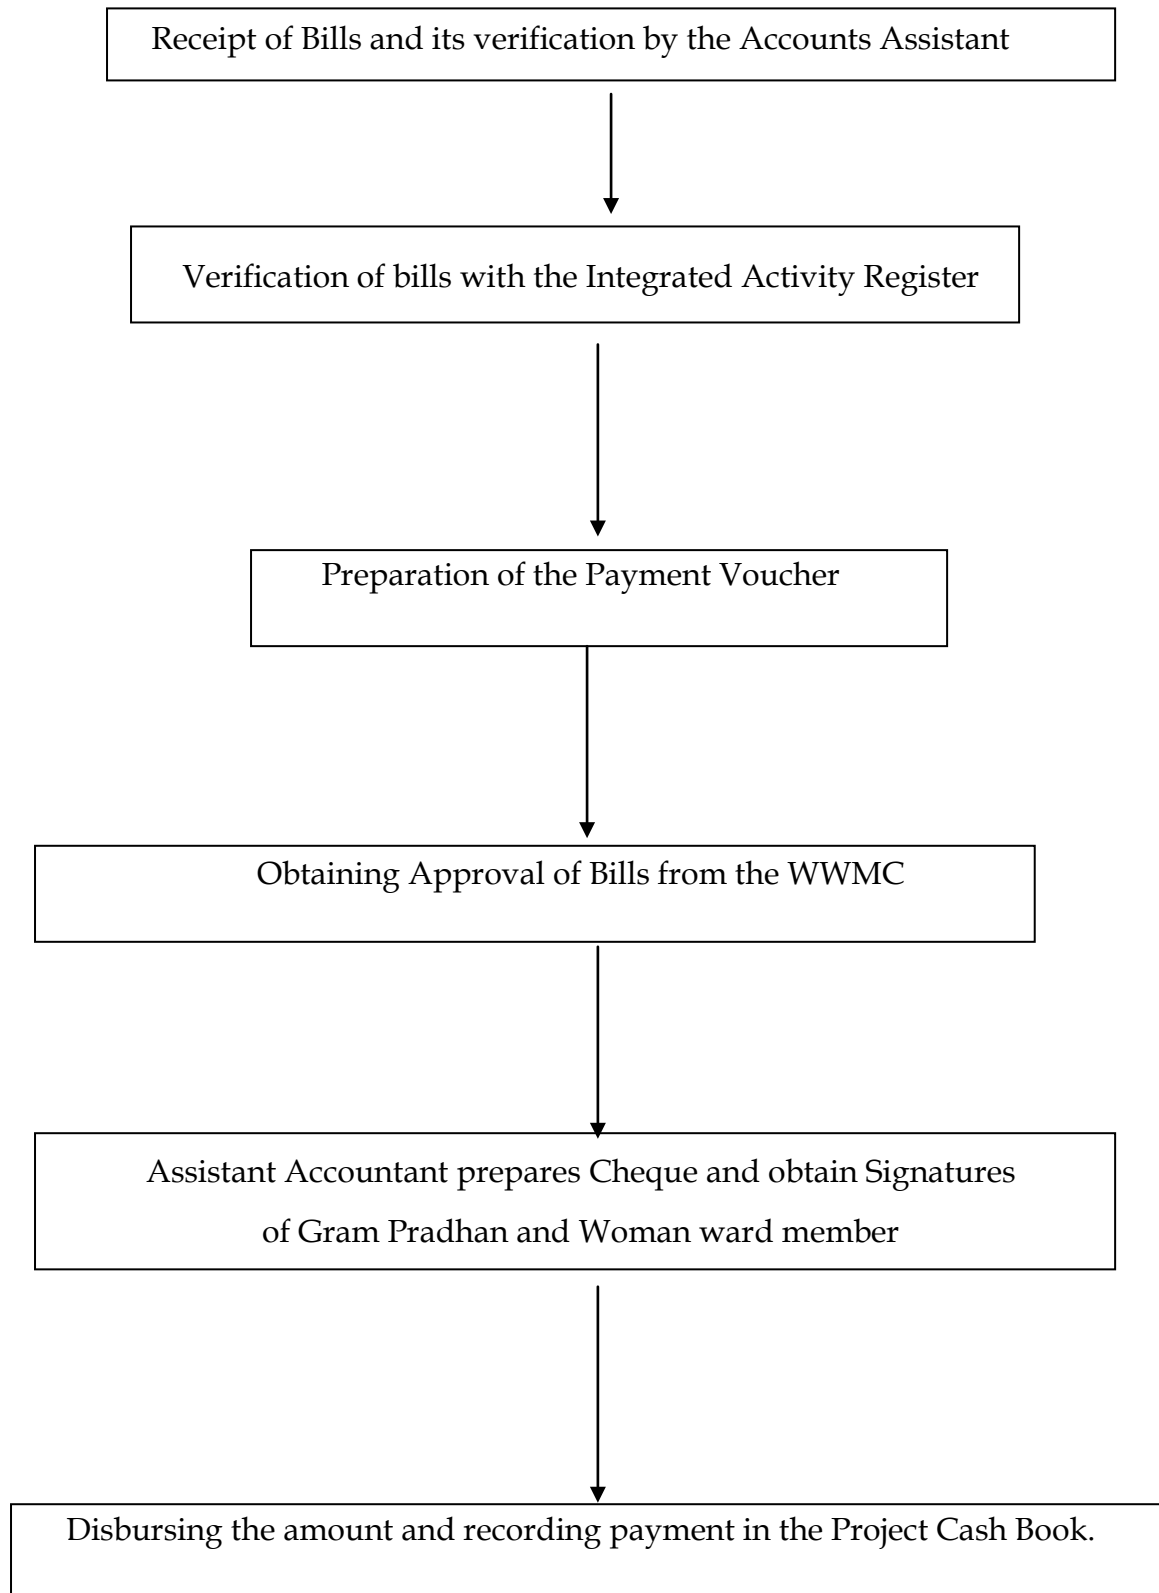 Receipt of Bills and its verification by the Accounts Assistant
Verification of bills with the Integrated Activity Register
Preparation of the Payment Voucher
Obtaining Approval of Bills from the WWMC
Assistant Accountant prepares Cheque and obtain Signatures
of Gram Pradhan and Woman ward member
Disbursing the amount and recording payment in the Project Cash Book.